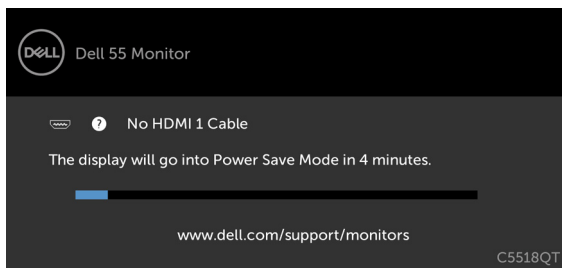 DELL Dell 55 Monitor
? No HDMI 1 Cable
The display will go into Power Save Mode in 4 minutes.
www.dell.com/support/monitors
C5518QT